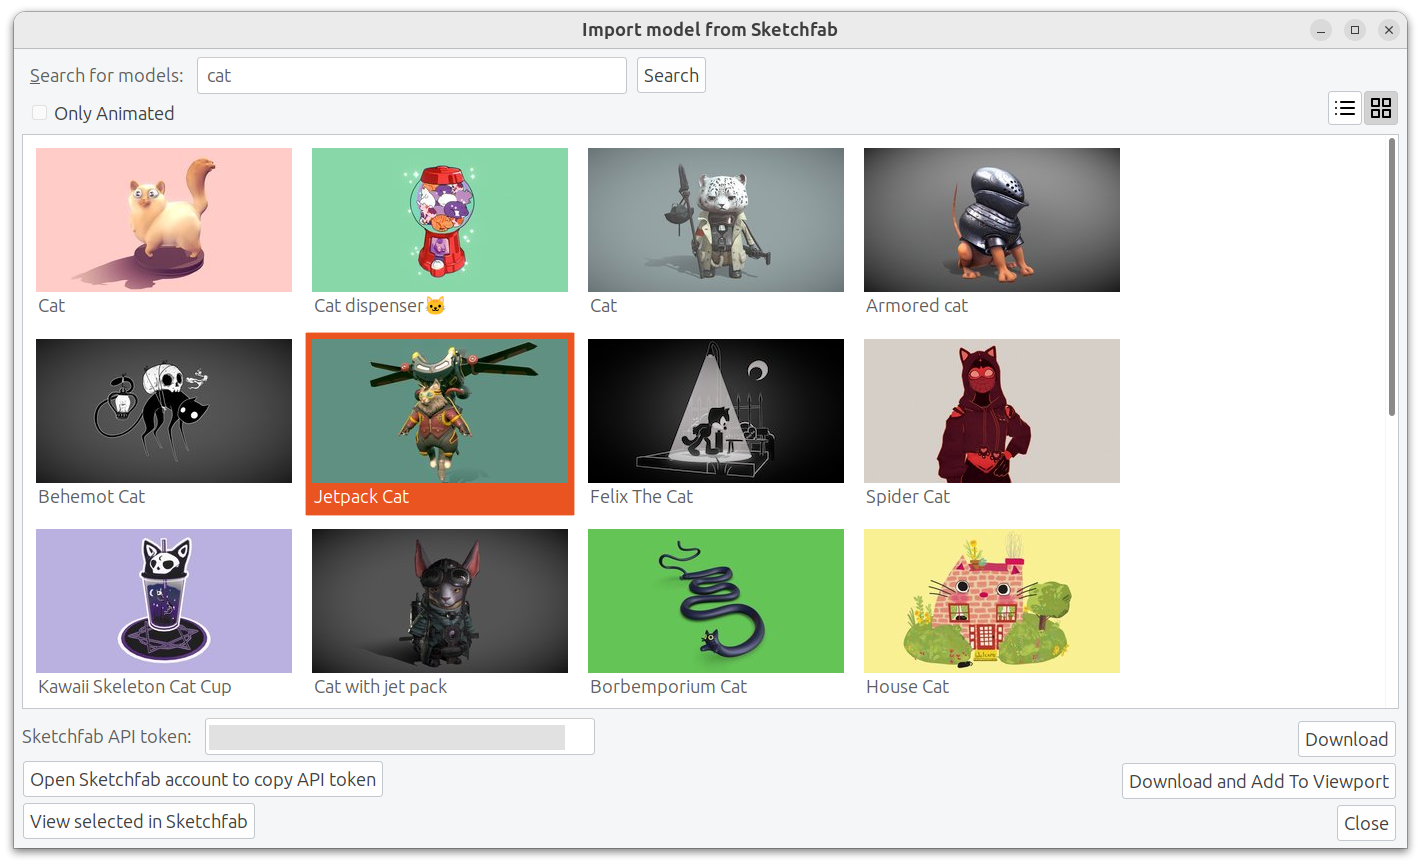 Import model from Sketchfab
Search for models:
cat
Search
Only Animated
Cat
Cat dispenser🐱
Cat
Armored cat
Behemot Cat
Jetpack Cat
Felix The Cat
Spider Cat
Kawaii Skeleton Cat Cup
Cat with jet pack
Borbemporium Cat
Welcome
House Cat
Sketchfab API token:
Download
Open Sketchfab account to copy API token
Download and Add To Viewport
View selected in Sketchfab
Close